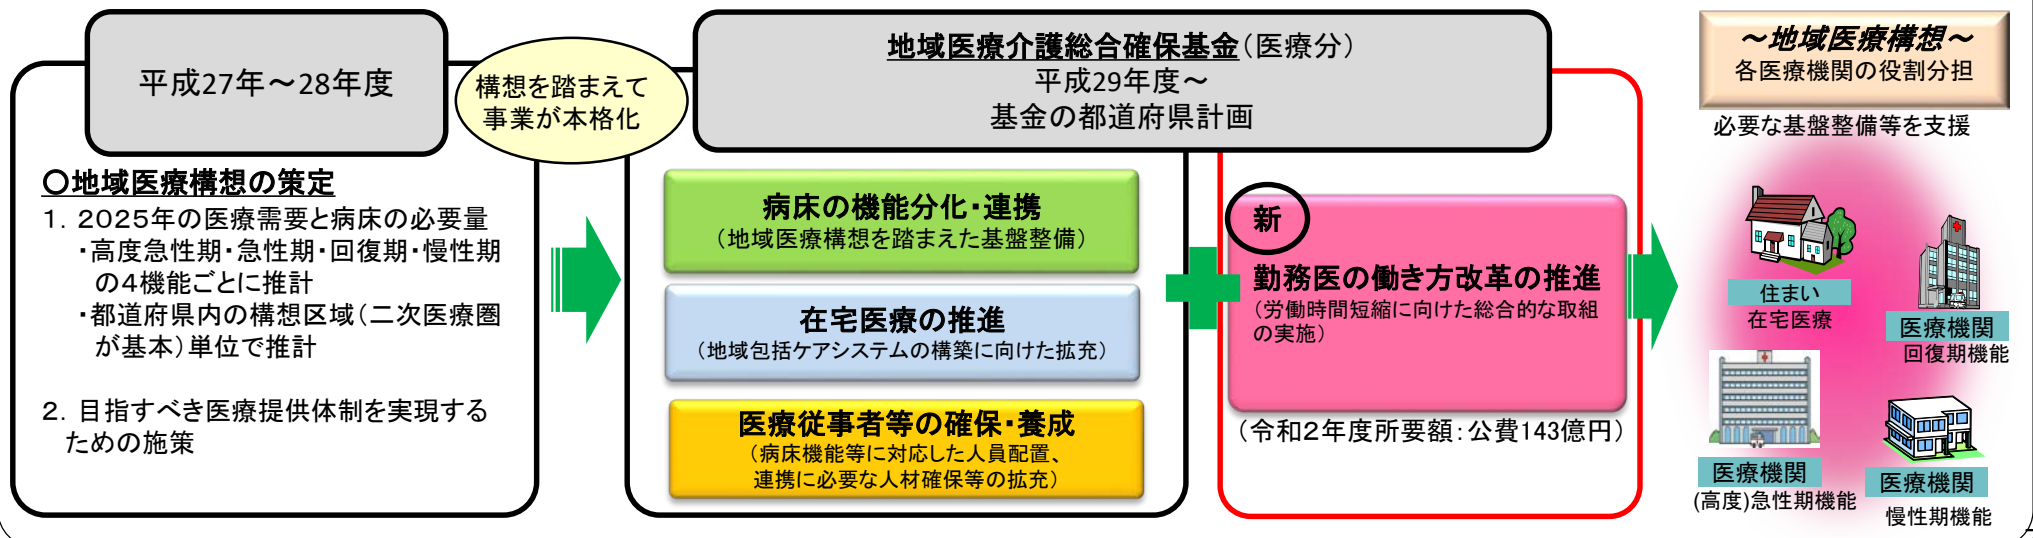 平成27年～28年度
○地域医療構想の策定
１．２０２５年の医療需要と病床の必要量
・高度急性期・急性期・回復期・慢性期
の４機能ごとに推計
・都道府県内の構想区域（二次医療圏
が基本）単位で推計
２．目指すべき医療提供体制を実現する
ための施策
構想を踏まえて
事業が本格化
地域医療介護総合確保基金（医療分）
平成29年度～
基金の都道府県計画
病床の機能分化・連携
（地域医療構想を踏まえた基盤整備）
在宅医療の推進
（地域包括ケアシステムの構築に向けた拡充）
医療従事者等の確保・養成
（病床機能等に対応した人員配置、
連携に必要な人材確保等の拡充）
新
勤務医の働き方改革の推進
（労働時間短縮に向けた総合的な取組
の実施）
（令和２年度所要額：公費143億円）
～地域医療構想～
各医療機関の役割分担
必要な基盤整備等を支援
住まい
在宅医療
医療機関
回復期機能
医療機関
(高度)急性期機能
医療機関
慢性期機能